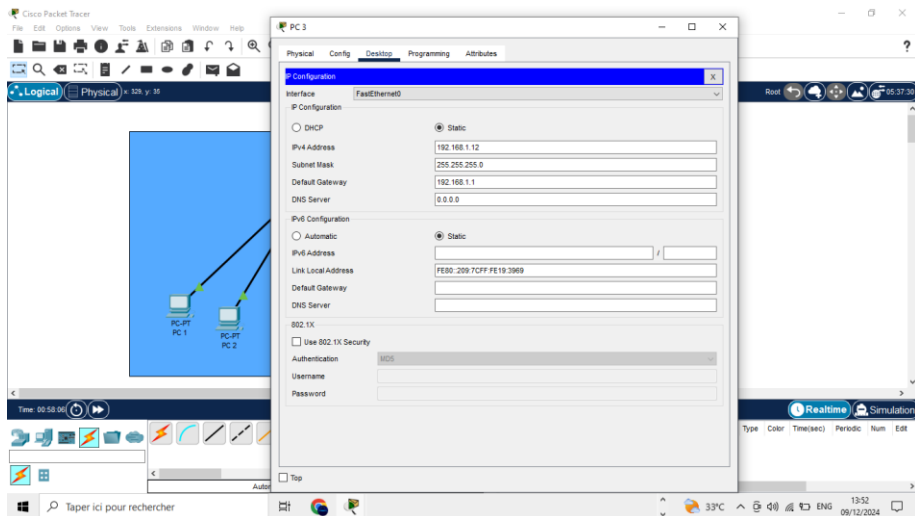 Cisco Packet Tracer
File Edit Options View Tools Extensions Window Help
PC 3
?
Physical Config Desktop Programming Attributes
IP Configuration
X
Interface FastEthernet0
IP Configuration
DHCP Static
IPv4 Address 192.168.1.12
Subnet Mask 255.255.255.0
Default Gateway 192.168.1.1
DNS Server 0.0.0.0
IPv6 Configuration
Automatic Static
IPv6 Address /
Link Local Address FE80::209:7CFF:FE19:3969
Default Gateway
DNS Server
802.1X
Use 802.1X Security
Authentication MD5
Username
Password
Top
Logical Physical x: 329, y: 35
Root 05:37:30
PC-PT
PC 1
PC-PT
PC 2
Time: 00:58:06
Realtime Simulation
Type Color Time(sec) Periodic Num Edit
Auto
Taper ici pour rechercher
33°C ENG
13:52
09/12/2024